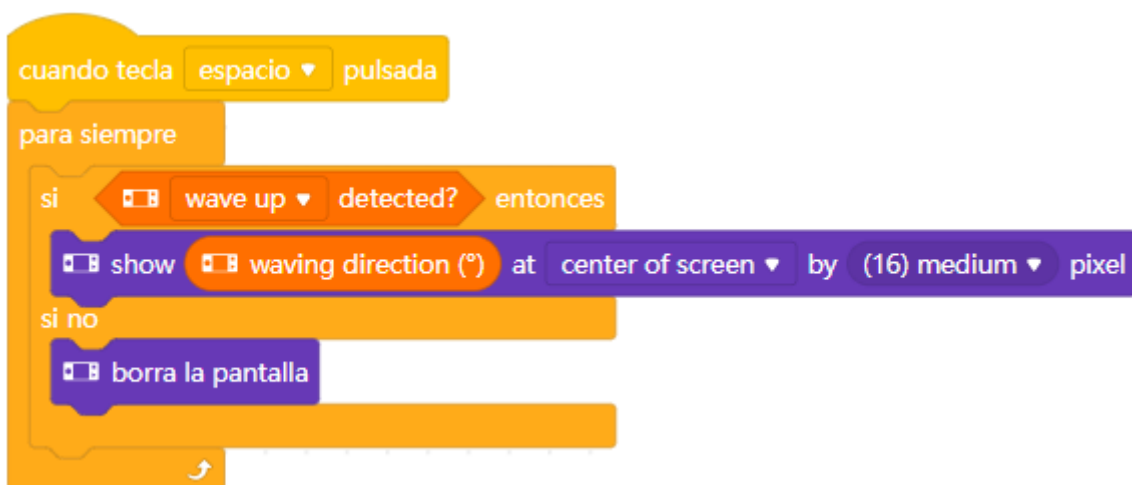 cuando tecla espacio pulsada
para siempre
si wave up detected? entonces
show waving direction (°) at center of screen by (16) medium pixel
si no
borra la pantalla